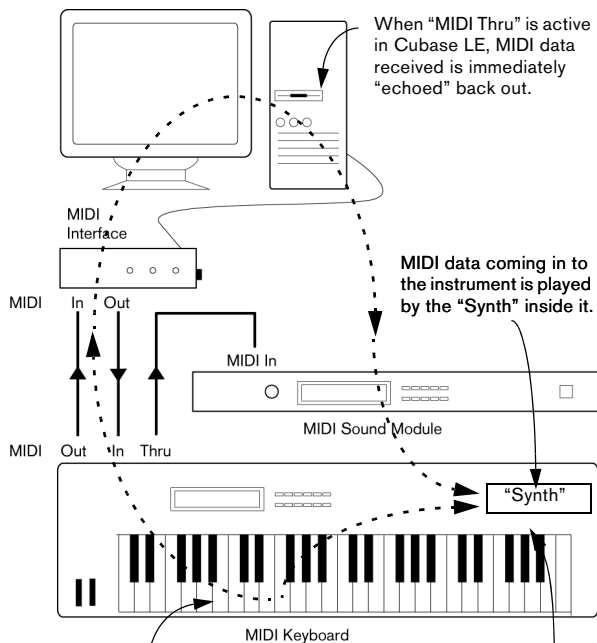 When “MIDI Thru” is active
in Cubase LE, MIDI data
received is immediately
“echoed” back out.
MIDI
Interface
MIDI In Out
MIDI data coming in to
the instrument is played
by the “Synth” inside it.
MIDI In
MIDI Sound Module
MIDI Out In Thru
“Synth”
MIDI Keyboard